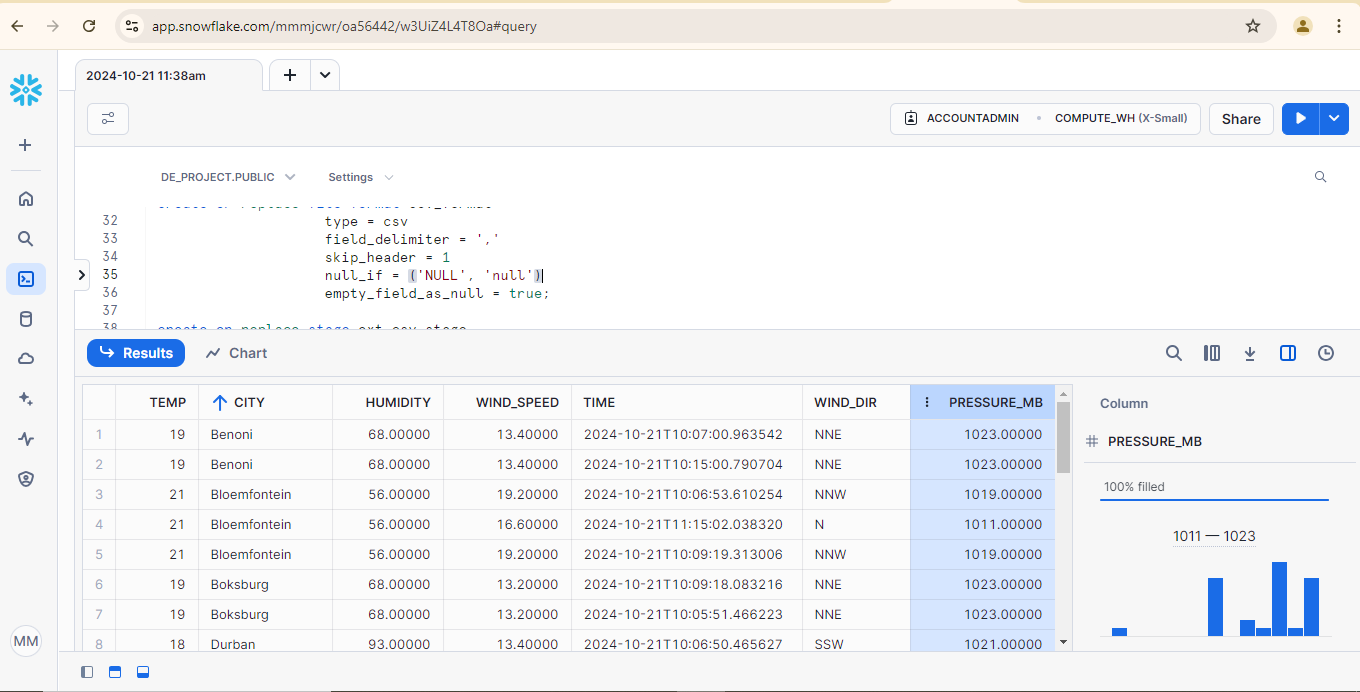 app.snowflake.com/mmmjcwr/oa56442/w3UiZ4L4T8Oa#query
2024-10-21 11:38am
ACCOUNTADMIN COMPUTE_WH (X-Small) Share
DE_PROJECT.PUBLIC Settings
32 type = csv
33 field_delimiter = ','
34 skip_header = 1
35 null_if = ('NULL', 'null')
36 empty_field_as_null = true;
37
38 create or replace stage ext_csv_stage
Results Chart
TEMP CITY HUMIDITY WIND_SPEED TIME WIND_DIR PRESSURE_MB
1 19 Benoni 68.00000 13.40000 2024-10-21T10:07:00.963542 NNE 1023.00000
2 19 Benoni 68.00000 13.40000 2024-10-21T10:15:00.790704 NNE 1023.00000
3 21 Bloemfontein 56.00000 19.20000 2024-10-21T10:06:53.610254 NNW 1019.00000
4 21 Bloemfontein 56.00000 16.60000 2024-10-21T11:15:02.038320 N 1011.00000
5 21 Bloemfontein 56.00000 19.20000 2024-10-21T10:09:19.313006 NNW 1019.00000
6 19 Boksburg 68.00000 13.20000 2024-10-21T10:09:18.083216 NNE 1023.00000
7 19 Boksburg 68.00000 13.20000 2024-10-21T10:05:51.466223 NNE 1023.00000
8 18 Durban 93.00000 13.40000 2024-10-21T10:06:50.465627 SSW 1021.00000
Column
PRESSURE_MB
100% filled
1011 — 1023
MM